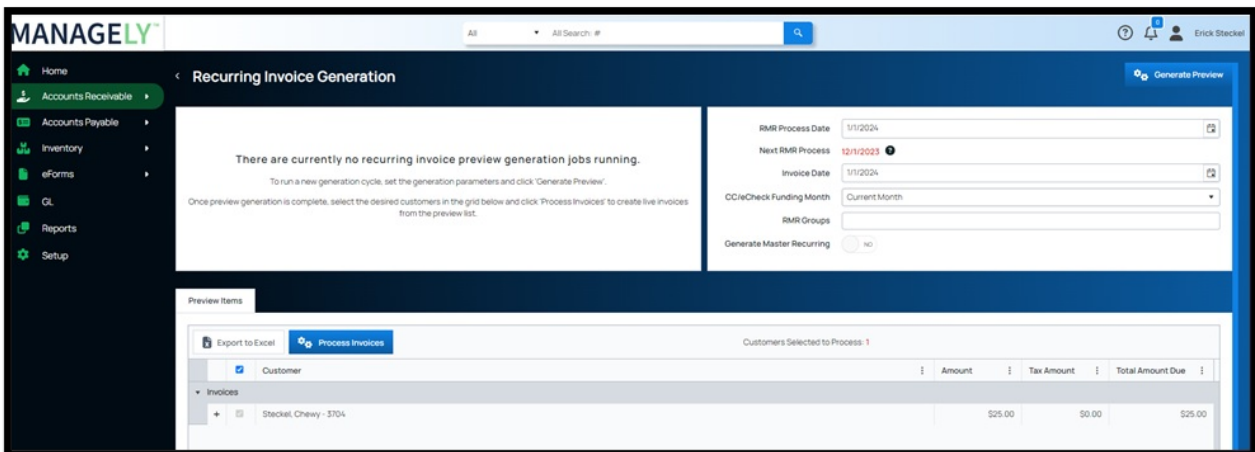 MANAGELY™
All All Search: #
8
Erick Steckel
Home
Accounts Receivable
Accounts Payable
Inventory
eForms
GL
Reports
Setup
Recurring Invoice Generation
Generate Preview
There are currently no recurring invoice preview generation jobs running.
To run a new generation cycle, set the generation parameters and click 'Generate Preview'.
Once preview generation is complete, select the desired customers in the grid below and click 'Process Invoices' to create live invoices
from the preview list.
RMR Process Date 1/1/2024
Next RMR Process 12/1/2023
Invoice Date 1/1/2024
CC/eCheck Funding Month Current Month
RMR Groups
Generate Master Recurring NO
Preview Items
Export to Excel Process Invoices Customers Selected to Process: 1
Customer Amount Tax Amount Total Amount Due
Invoices
Steckel, Chewy - 3704 $25.00 $0.00 $25.00